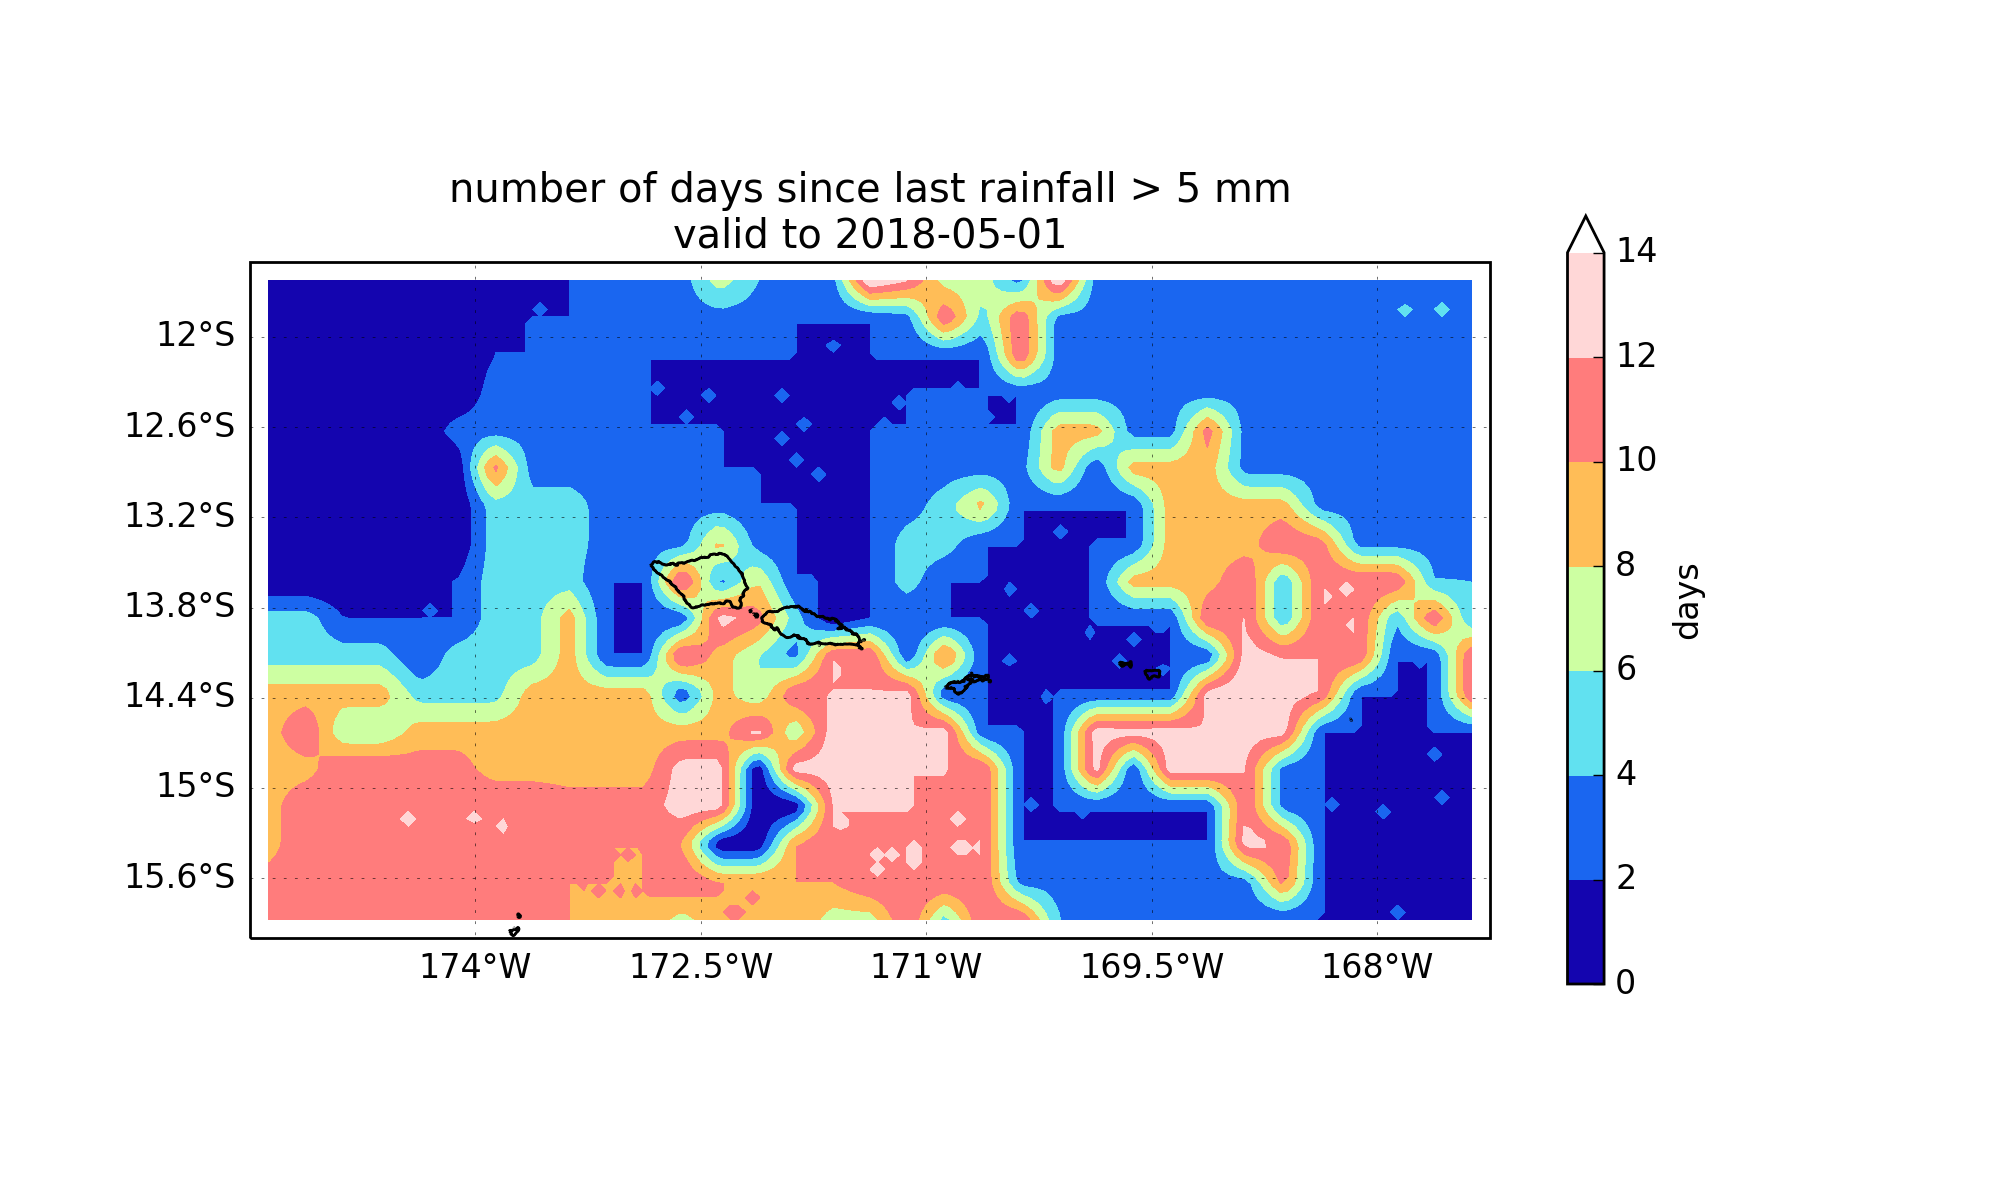 number of days since last rainfall > 5 mm
valid to 2018-05-01
12°S
12.6°S
13.2°S
13.8°S
14.4°S
15°S
15.6°S
174°W 172.5°W 171°W 169.5°W 168°W
14
12
10
8
6
4
2
0
days